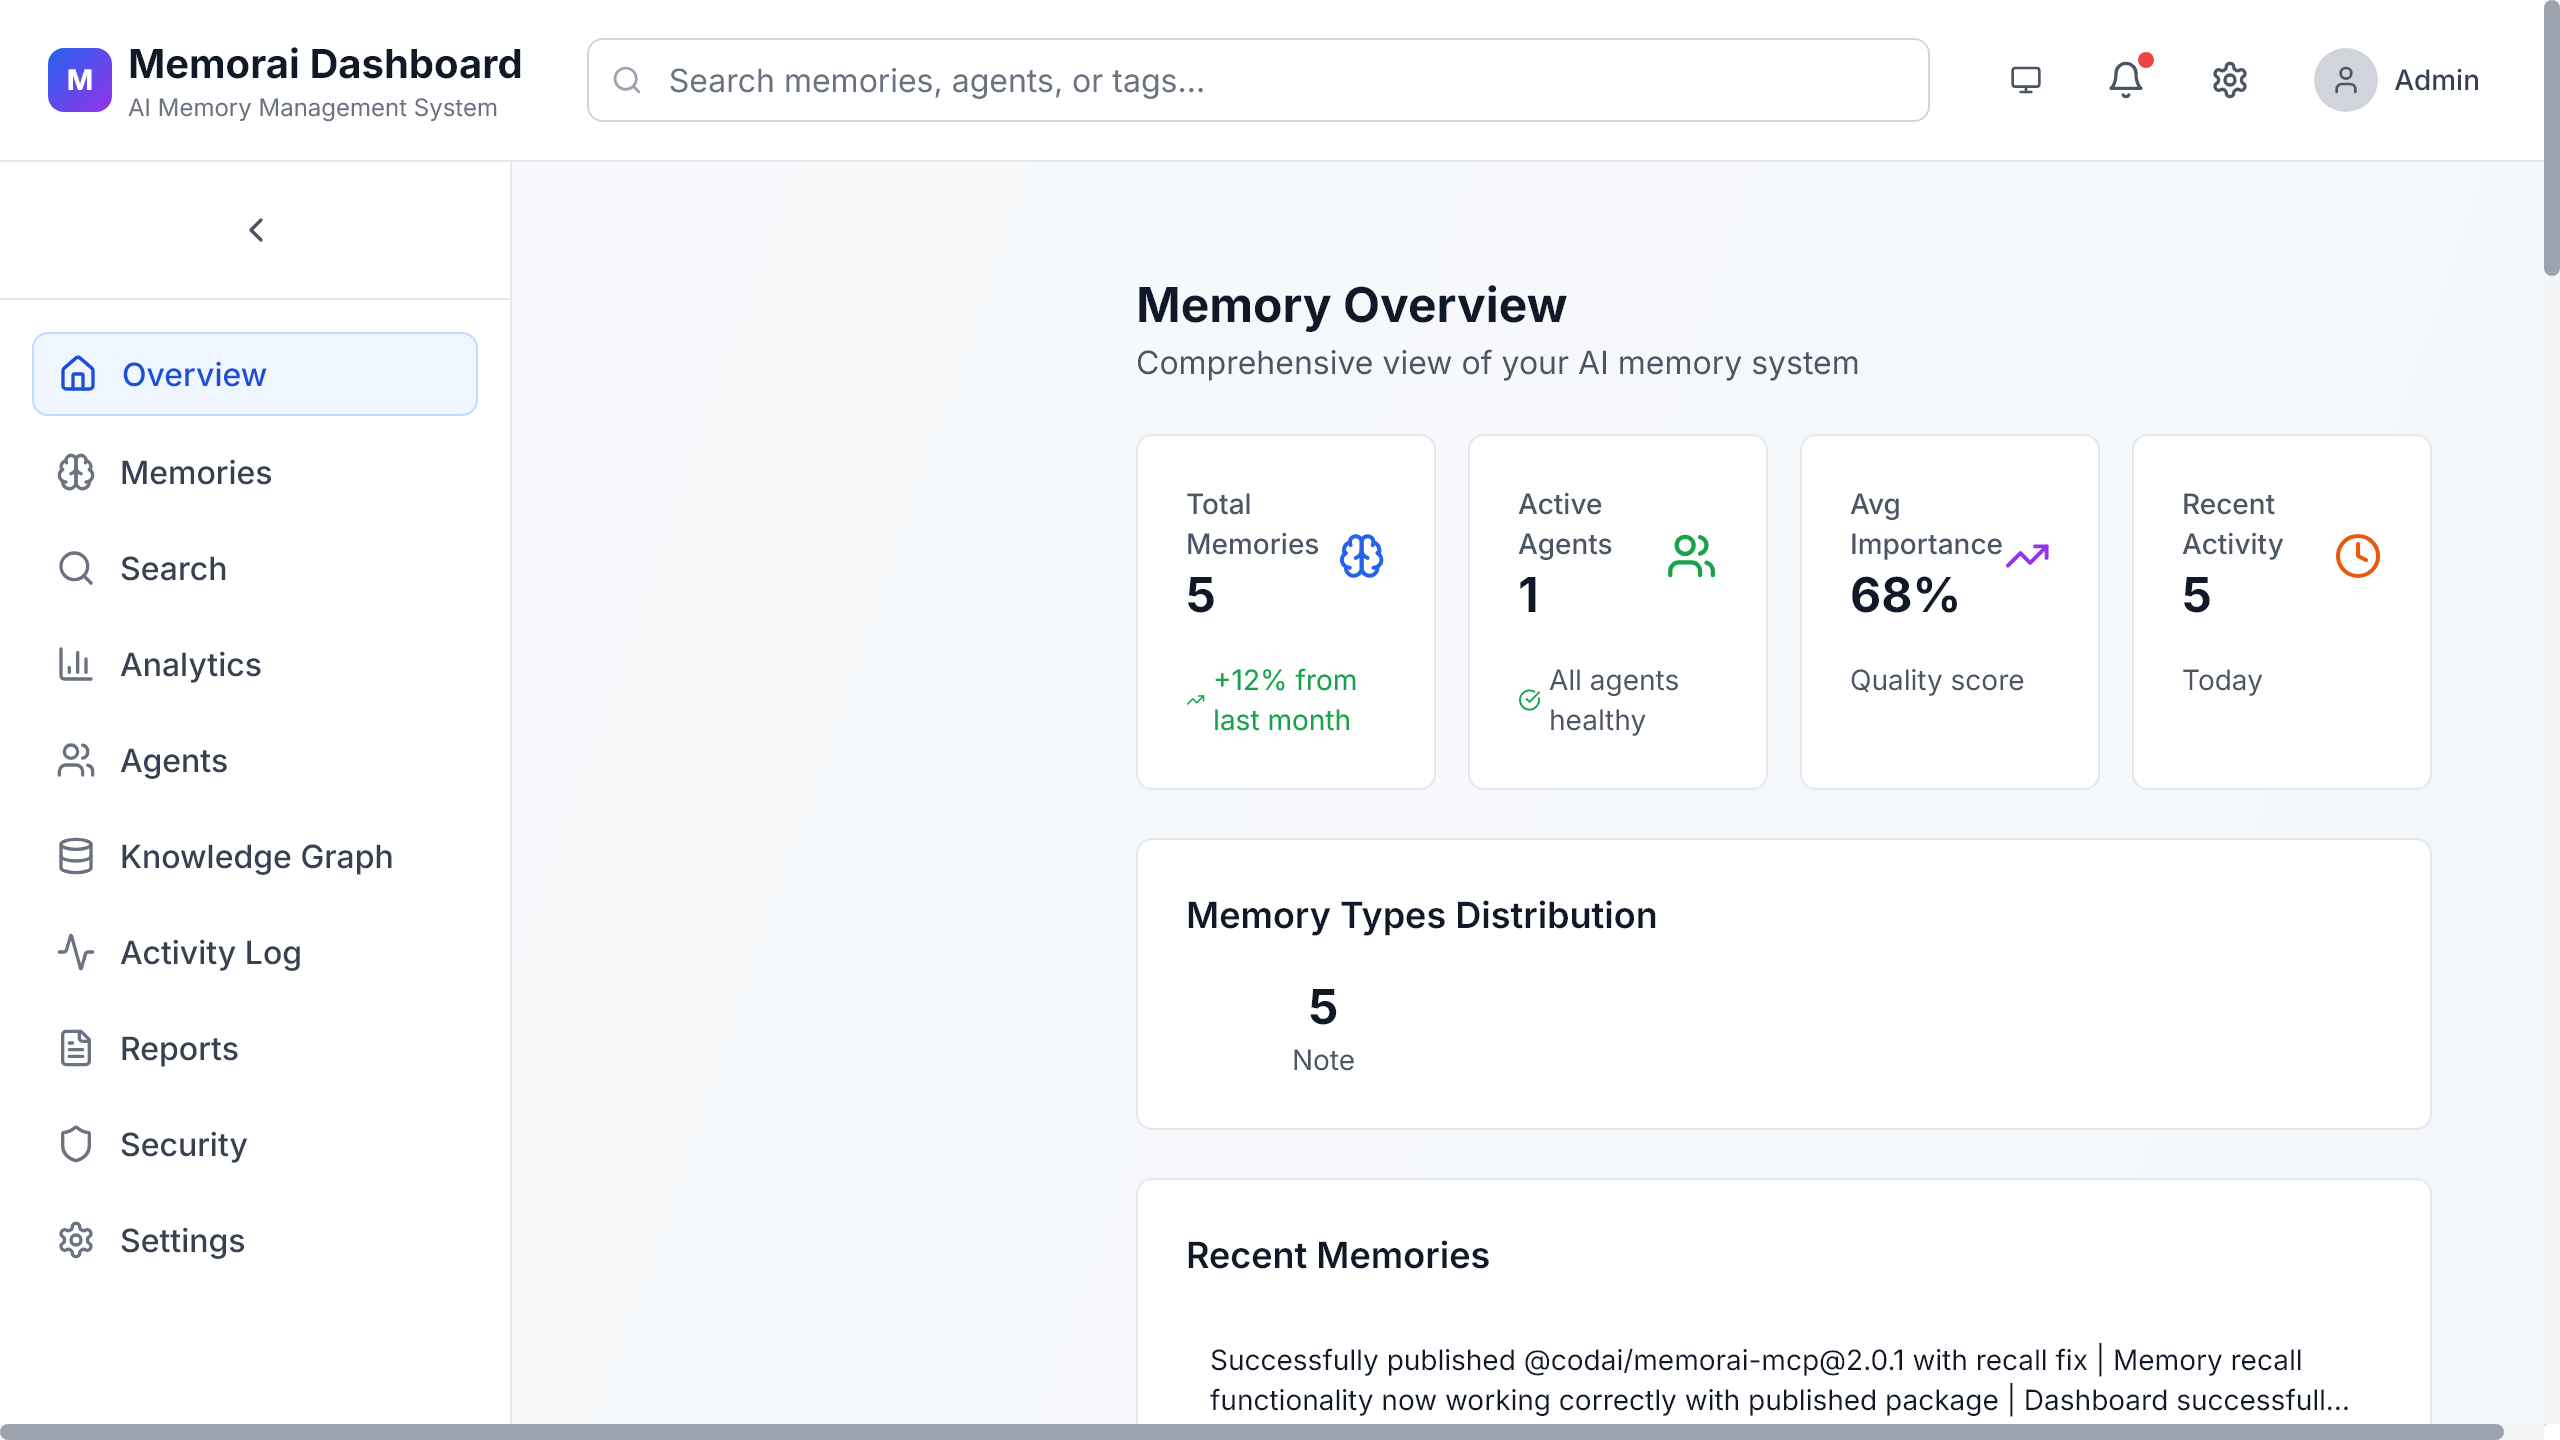 M
Memorai Dashboard
AI Memory Management System
Search memories, agents, or tags...
Admin
Overview
Memories
Search
Analytics
Agents
Knowledge Graph
Activity Log
Reports
Security
Settings
Memory Overview
Comprehensive view of your AI memory system
Total
Memories
5
+12% from
last month
Active
Agents
1
All agents
healthy
Avg
Importance
68%
Quality score
Recent
Activity
5
Today
Memory Types Distribution
5
Note
Recent Memories
Successfully published @codai/memorai-mcp@2.0.1 with recall fix | Memory recall
functionality now working correctly with published package | Dashboard successfull...